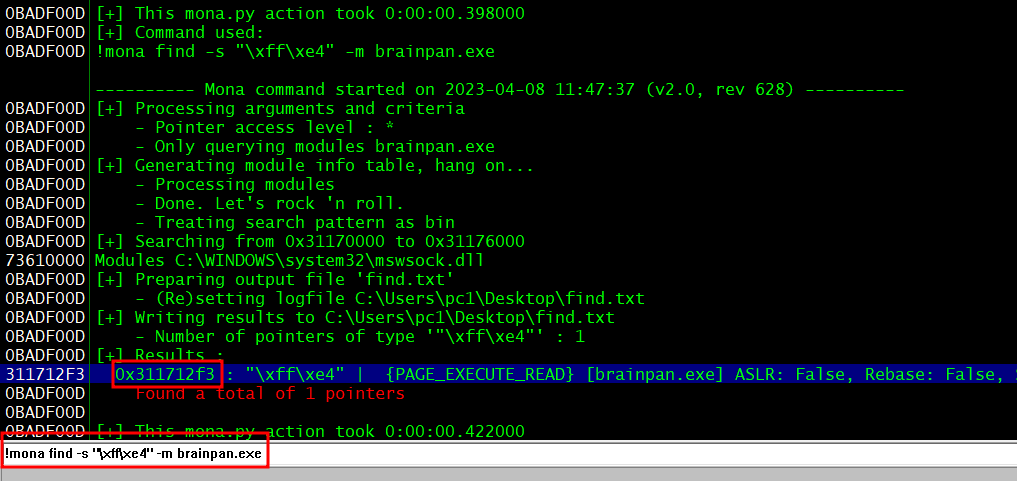 0BADF00D [+] This mona.py action took 0:00:00.398000
0BADF00D [+] Command used:
0BADF00D !mona find -s "\xff\xe4" -m brainpan.exe
---------- Mona command started on 2023-04-08 11:47:37 (v2.0, rev 628) ----------
0BADF00D [+] Processing arguments and criteria
0BADF00D - Pointer access level : *
0BADF00D - Only querying modules brainpan.exe
0BADF00D [+] Generating module info table, hang on...
0BADF00D - Processing modules
0BADF00D - Done. Let's rock 'n roll.
0BADF00D - Treating search pattern as bin
0BADF00D [+] Searching from 0x31170000 to 0x31176000
73610000 Modules C:\WINDOWS\system32\mswsock.dll
0BADF00D [+] Preparing output file 'find.txt'
0BADF00D - (Re)setting logfile C:\Users\pc1\Desktop\find.txt
0BADF00D [+] Writing results to C:\Users\pc1\Desktop\find.txt
0BADF00D - Number of pointers of type '"\xff\xe4"' : 1
0BADF00D [+] Results :
311712F3 0x311712f3 : "\xff\xe4" | {PAGE_EXECUTE_READ} [brainpan.exe] ASLR: False, Rebase: False,
0BADF00D Found a total of 1 pointers
0BADF00D
0BADF00D [+] This mona.py action took 0:00:00.422000
!mona find -s "\xff\xe4" -m brainpan.exe